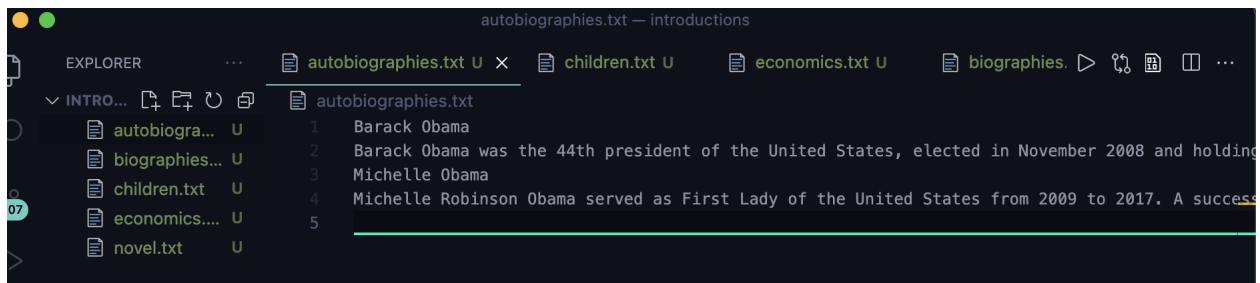 autobiographies.txt — introductions
EXPLORER
autobiographies.txt U
children.txt U
economics.txt U
biographies.
INTRO...
autobiographies.txt
autobiogra... U
biographies... U
children.txt U
economics.... U
novel.txt U
07
1 Barack Obama
2 Barack Obama was the 44th president of the United States, elected in November 2008 and holding
3 Michelle Obama
4 Michelle Robinson Obama served as First Lady of the United States from 2009 to 2017. A success
5